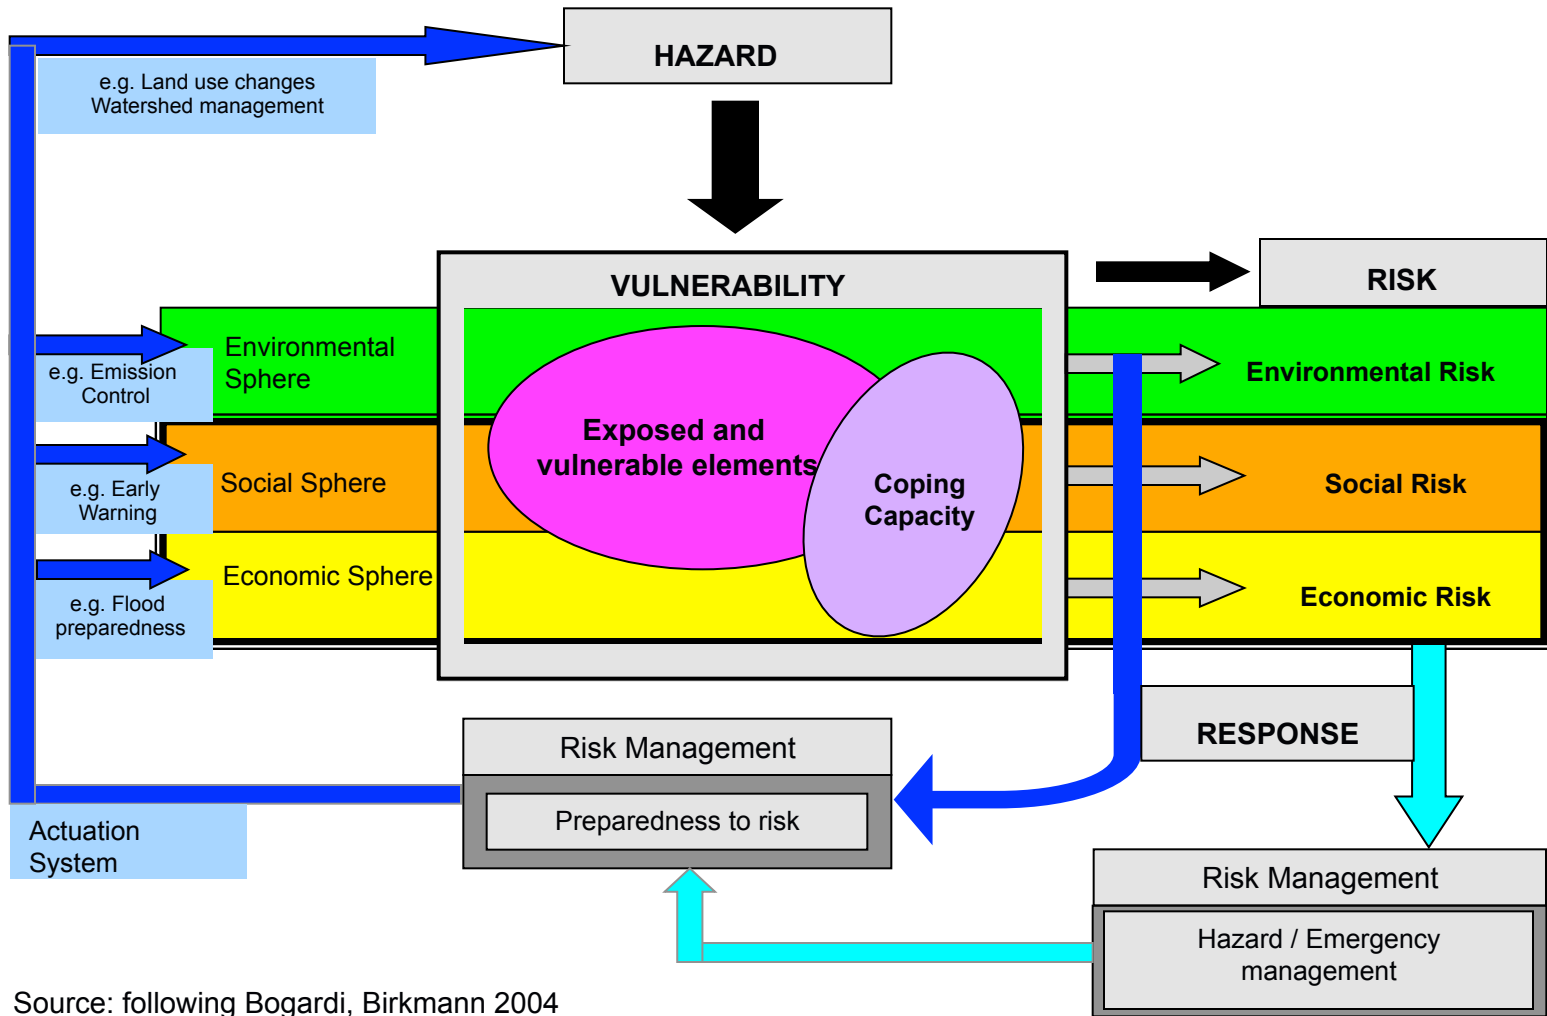 HAZARD
e.g. Land use changes
Watershed management
VULNERABILITY
RISK
Environmental
Sphere
e.g. Emission
Control
Environmental Risk
Exposed and
vulnerable elements
Coping
Capacity
Social Sphere
e.g. Early
Warning
Social Risk
Economic Sphere
e.g. Flood
preparedness
Economic Risk
RESPONSE
Risk Management
Preparedness to risk
Actuation
System
Risk Management
Hazard / Emergency
management
Source: following Bogardi, Birkmann 2004